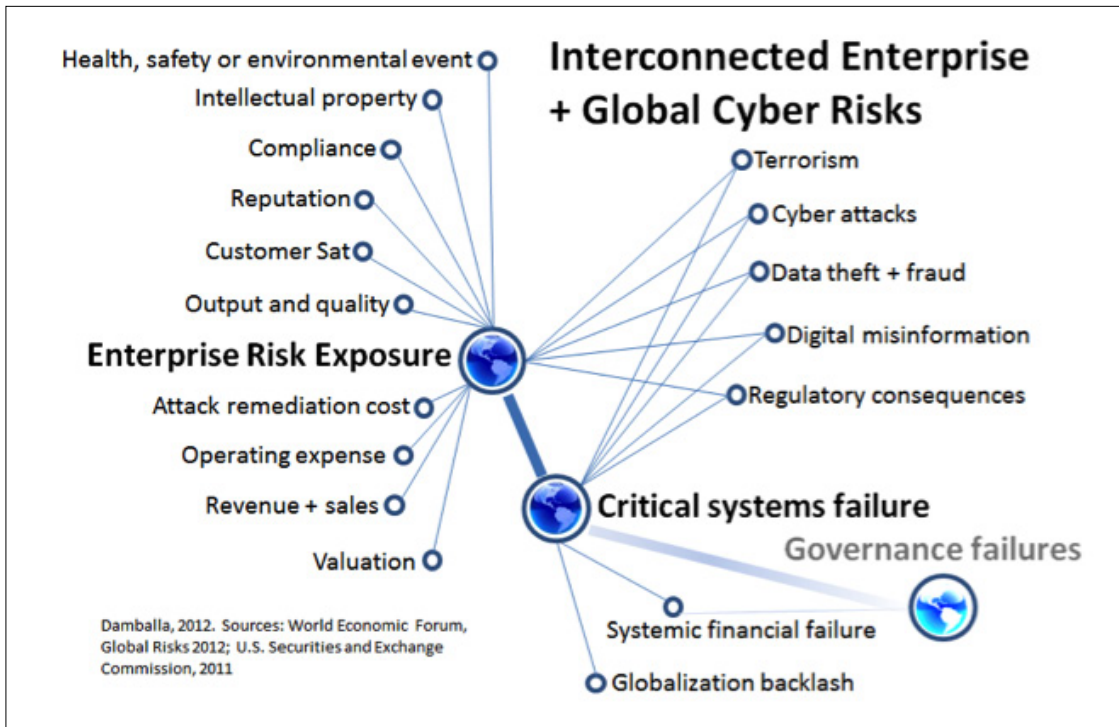 Interconnected Enterprise
+ Global Cyber Risks
Health, safety or environmental event
Intellectual property
Compliance
Reputation
Customer Sat
Output and quality
Enterprise Risk Exposure
Attack remediation cost
Operating expense
Revenue + sales
Valuation
Terrorism
Cyber attacks
Data theft + fraud
Digital misinformation
Regulatory consequences
Critical systems failure
Governance failures
Systemic financial failure
Globalization backlash
Damballa, 2012. Sources: World Economic Forum,
Global Risks 2012; U.S. Securities and Exchange
Commission, 2011